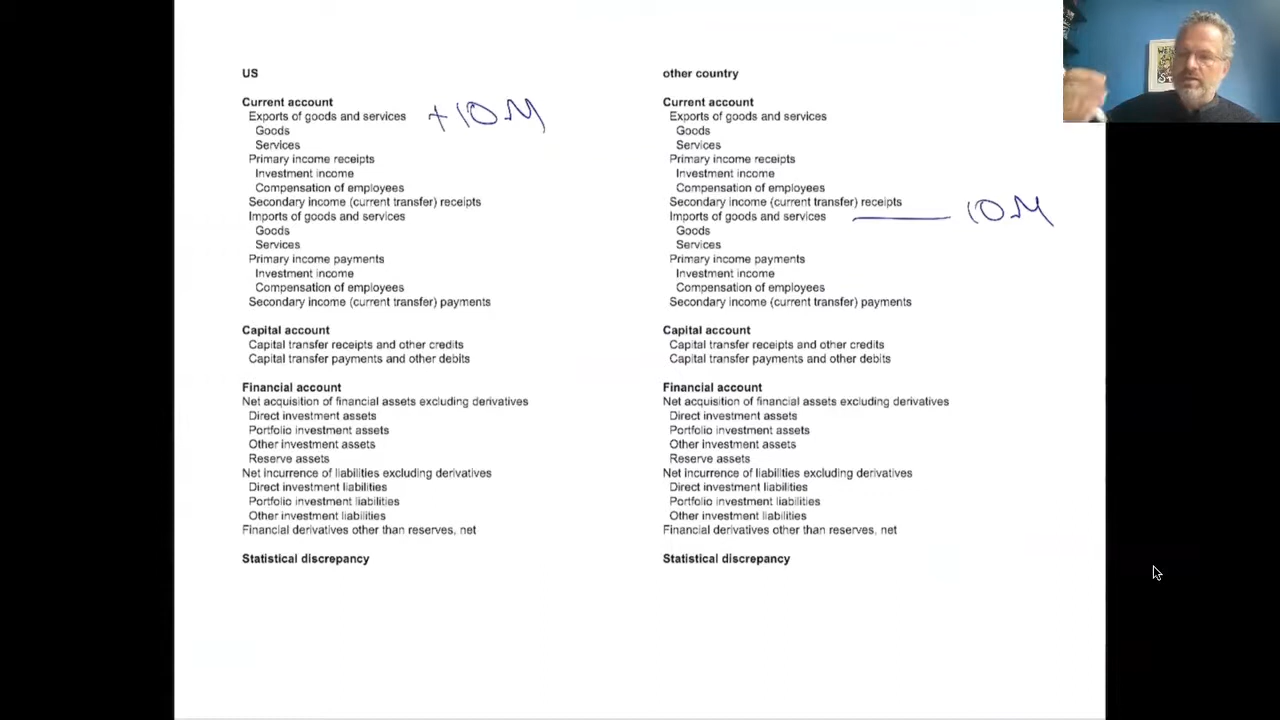 US
Current account
Exports of goods and services +10M
Goods
Services
Primary income receipts
Investment income
Compensation of employees
Secondary income (current transfer) receipts
Imports of goods and services
Goods
Services
Primary income payments
Investment income
Compensation of employees
Secondary income (current transfer) payments
Capital account
Capital transfer receipts and other credits
Capital transfer payments and other debits
Financial account
Net acquisition of financial assets excluding derivatives
Direct investment assets
Portfolio investment assets
Other investment assets
Reserve assets
Net incurrence of liabilities excluding derivatives
Direct investment liabilities
Portfolio investment liabilities
Other investment liabilities
Financial derivatives other than reserves, net
Statistical discrepancy
other country
Current account
Exports of goods and services
Goods
Services
Primary income receipts
Investment income
Compensation of employees
Secondary income (current transfer) receipts
Imports of goods and services — 10M
Goods
Services
Primary income payments
Investment income
Compensation of employees
Secondary income (current transfer) payments
Capital account
Capital transfer receipts and other credits
Capital transfer payments and other debits
Financial account
Net acquisition of financial assets excluding derivatives
Direct investment assets
Portfolio investment assets
Other investment assets
Reserve assets
Net incurrence of liabilities excluding derivatives
Direct investment liabilities
Portfolio investment liabilities
Other investment liabilities
Financial derivatives other than reserves, net
Statistical discrepancy